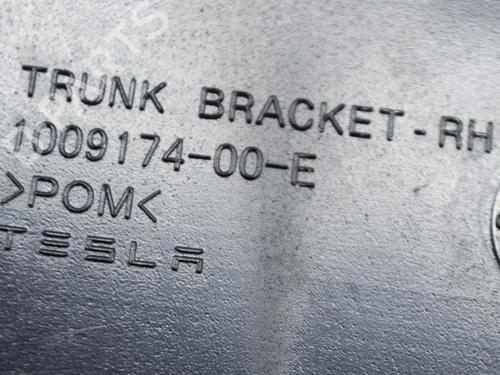 TRUNK BRACKET-RH
1009174-00-E
>POM<
TESLA